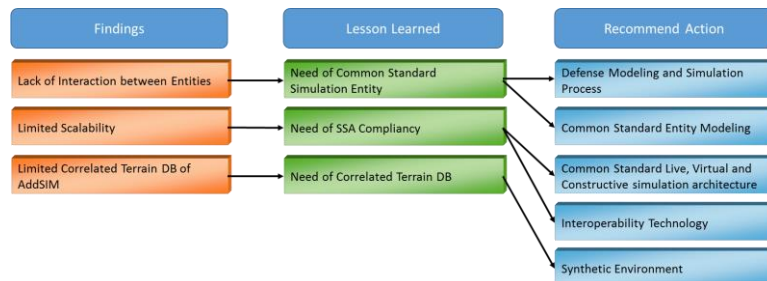 Findings
Lesson Learned
Recommend Action
Lack of Interaction between Entities
Need of Common Standard
Simulation Entity
Defense Modeling and Simulation
Process
Limited Scalability
Need of SSA Compliancy
Common Standard Entity Modeling
Limited Correlated Terrain DB of
AddSIM
Need of Correlated Terrain DB
Common Standard Live, Virtual and
Constructive simulation architecture
Interoperability Technology
Synthetic Environment